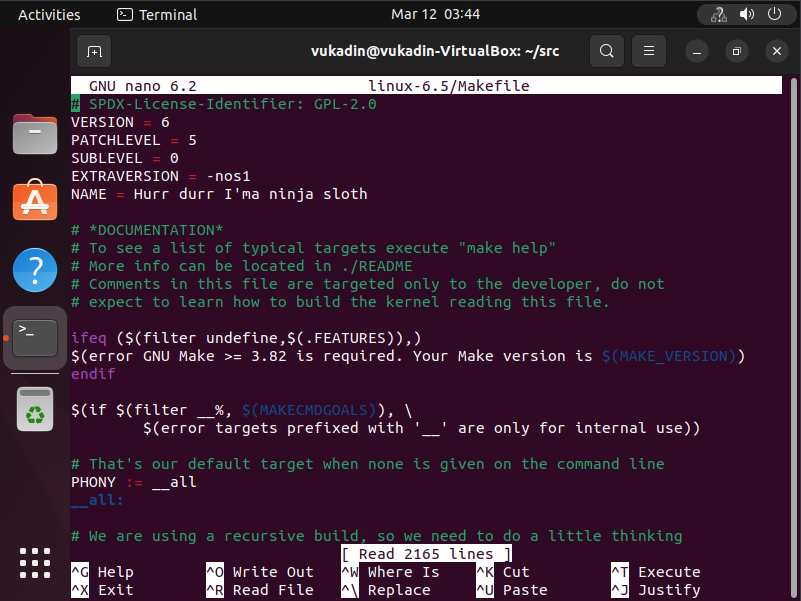 Activities Terminal Mar 12 03:44
vukadin@vukadin-VirtualBox: ~/src
GNU nano 6.2 linux-6.5/Makefile
# SPDX-License-Identifier: GPL-2.0
VERSION = 6
PATCHLEVEL = 5
SUBLEVEL = 0
EXTRAVERSION = -nos1
NAME = Hurr durr I'ma ninja sloth
# *DOCUMENTATION*
# To see a list of typical targets execute "make help"
# More info can be located in ./README
# Comments in this file are targeted only to the developer, do not
# expect to learn how to build the kernel reading this file.
ifeq ($(filter undefine,$(.FEATURES)),)
$(error GNU Make >= 3.82 is required. Your Make version is $(MAKE_VERSION))
endif
$(if $(filter __%, $(MAKECMDGOALS)), \
$(error targets prefixed with '__' are only for internal use))
# That's our default target when none is given on the command line
PHONY := __all
__all:
# We are using a recursive build, so we need to do a little thinking
[ Read 2165 lines ]
^G Help ^O Write Out ^W Where Is ^K Cut ^T Execute
^X Exit ^R Read File ^\ Replace ^U Paste ^J Justify